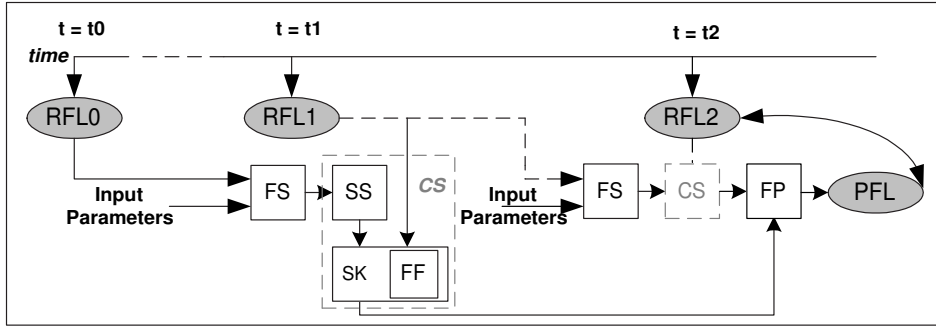 t = t0
t = t1
t = t2
time
RFL0
RFL1
RFL2
FS
SS
CS
Input
Parameters
Input
Parameters
FS
CS
FP
PFL
SK
FF